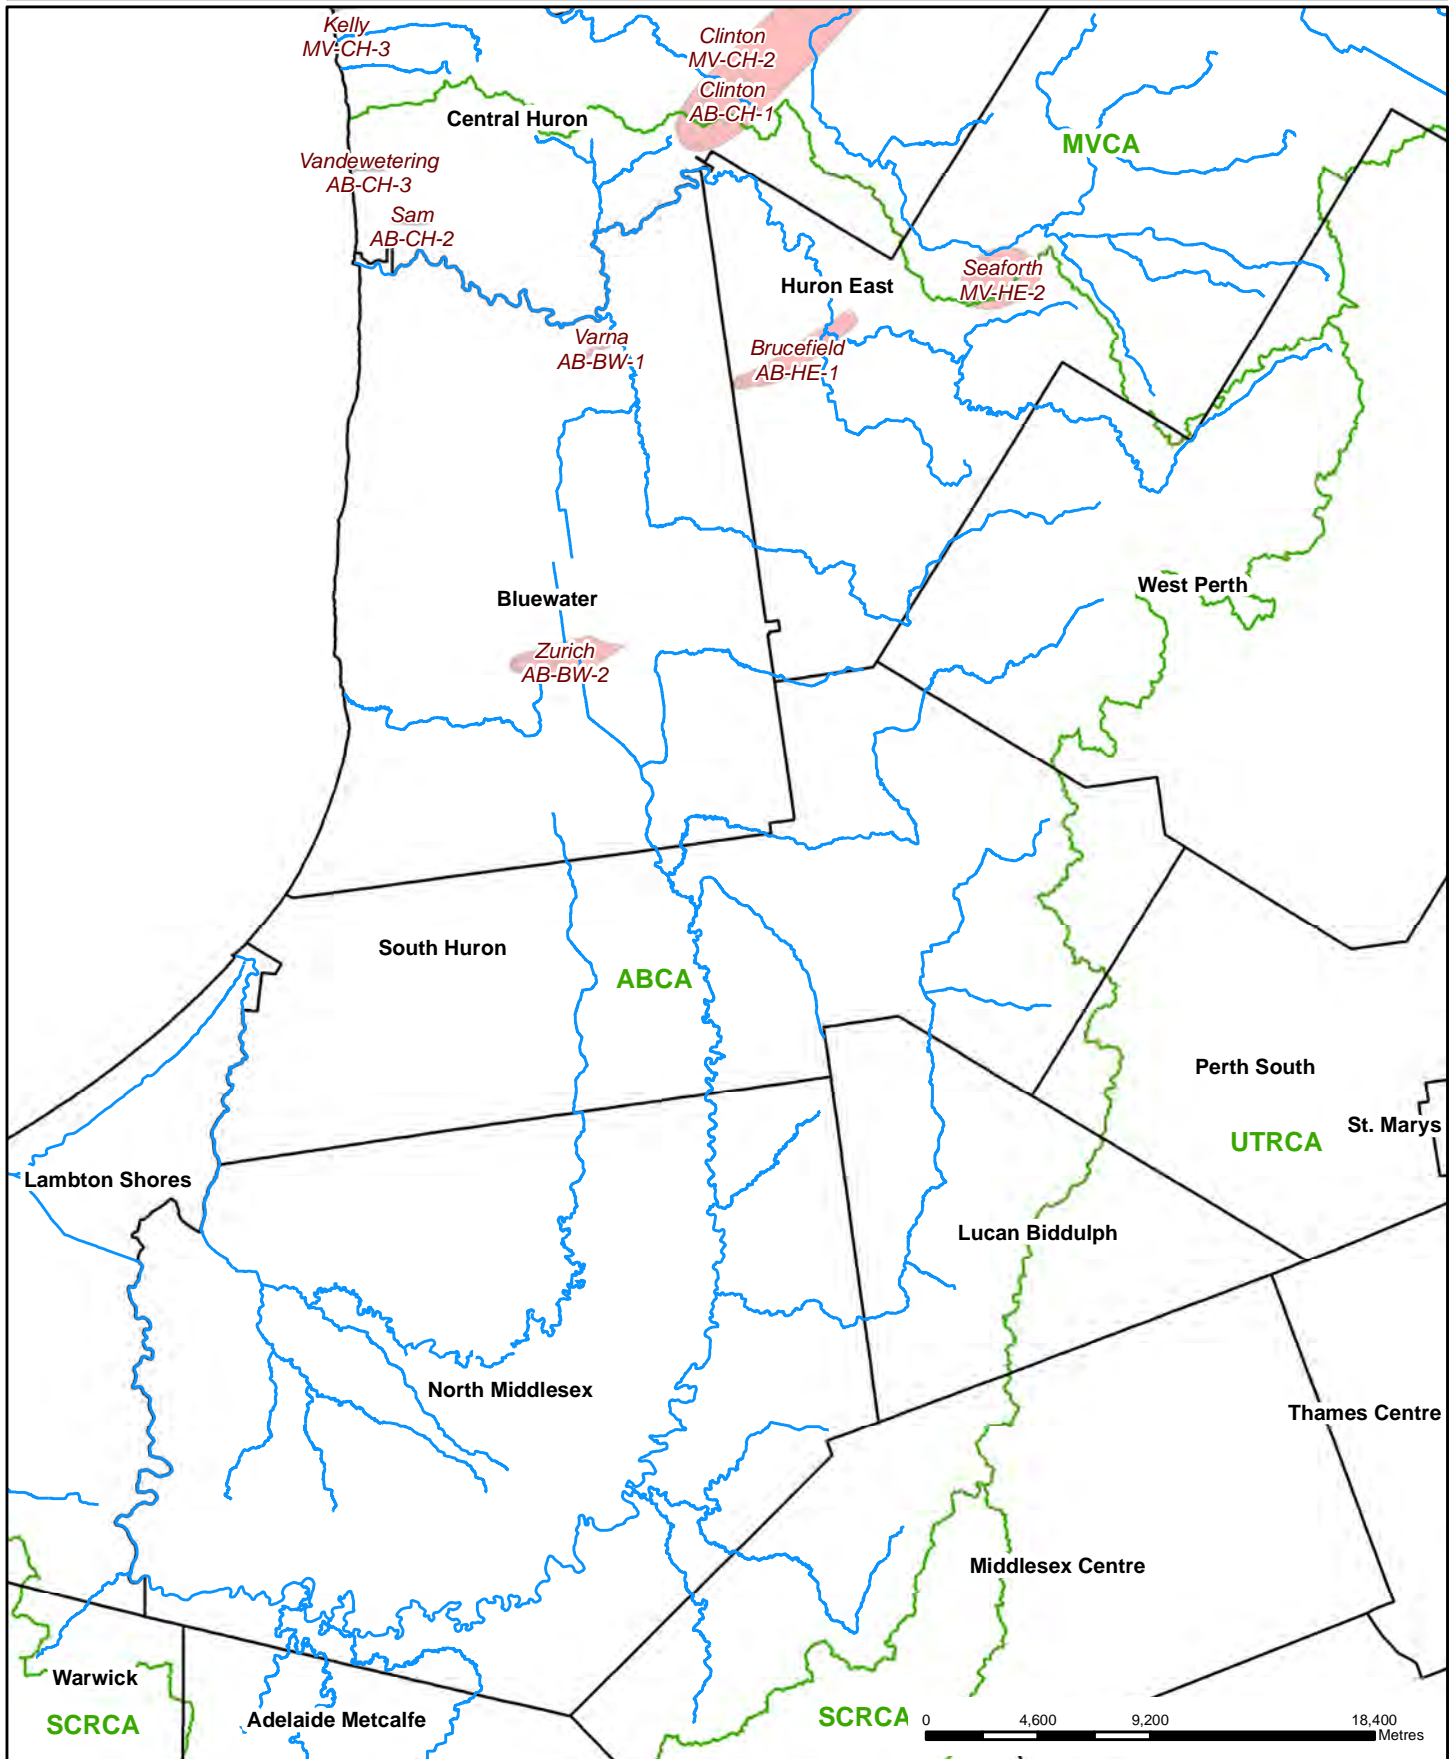 Kelly
MV-CH-3
Clinton
MV-CH-2
Clinton
AB-CH-1
Central Huron
MVCA
Vandewetering
AB-CH-3
Sam
AB-CH-2
Huron East
Seaforth
MV-HE-2
Varna
AB-BW-1
Brucefield
AB-HE-1
West Perth
Bluewater
Zurich
AB-BW-2
South Huron
ABCA
Perth South
St. Marys
UTRCA
Lambton Shores
Lucan Biddulph
North Middlesex
Thames Centre
Middlesex Centre
Warwick
SCRCA
Adelaide Metcalfe
SCRCA
0 4,600 9,200 18,400
Metres